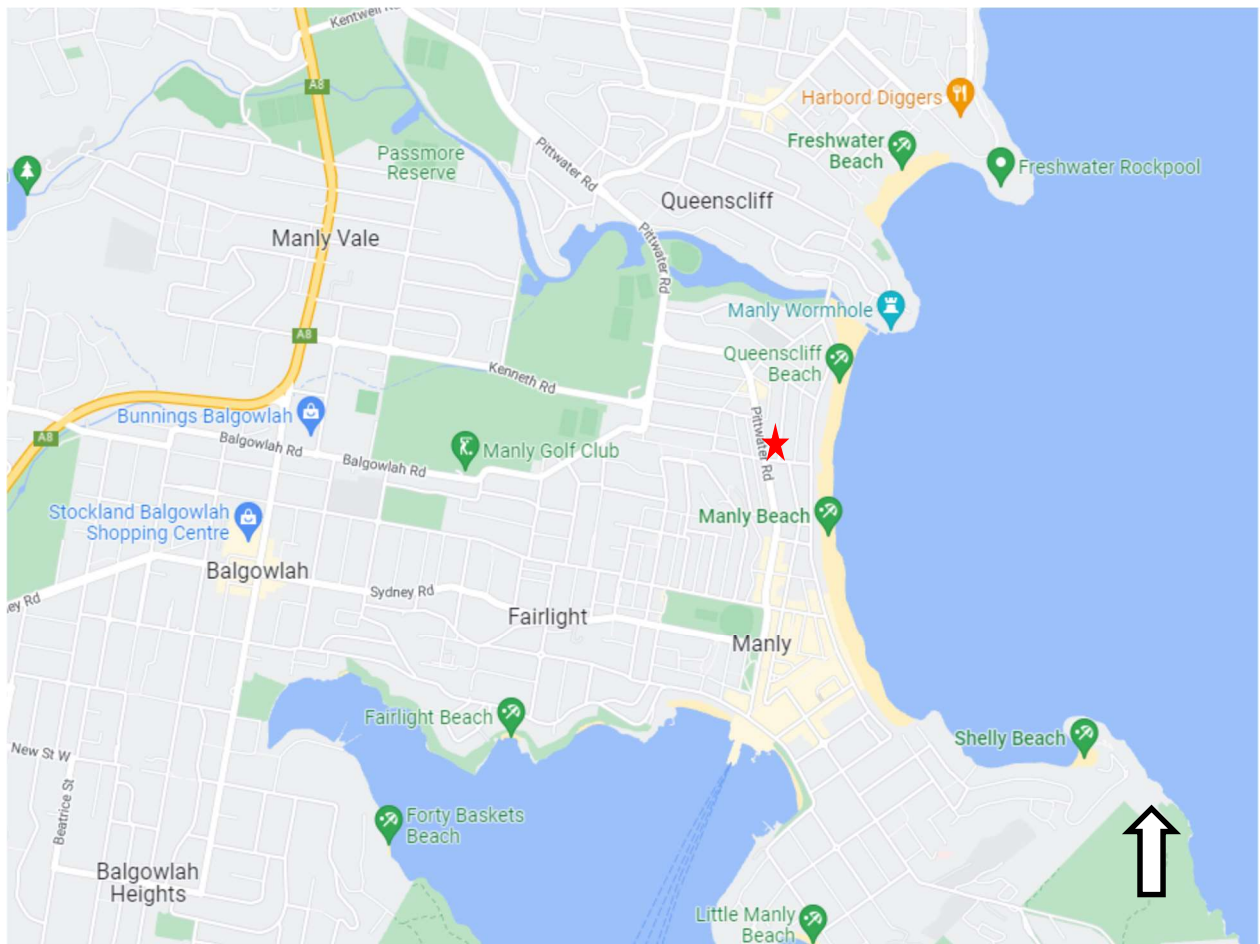 Kentwell Rd
A8
Harbord Diggers
Pittwater Rd
Freshwater
Beach
Passmore
Reserve
Freshwater Rockpool
Queenscliff
Manly Vale
Pittwater Rd
Manly Wormhole
A8
Queenscliff
Beach
Kenneth Rd
Bunnings Balgowlah
Pittwater Rd
A8
Balgowlah Rd
Manly Golf Club
Balgowlah Rd
Stockland Balgowlah
Shopping Centre
Manly Beach
Balgowlah
Sydney Rd
ey Rd
Fairlight
Manly
Fairlight Beach
Shelly Beach
New St W
Beatrice St
Forty Baskets
Beach
Balgowlah
Heights
Little Manly
Beach